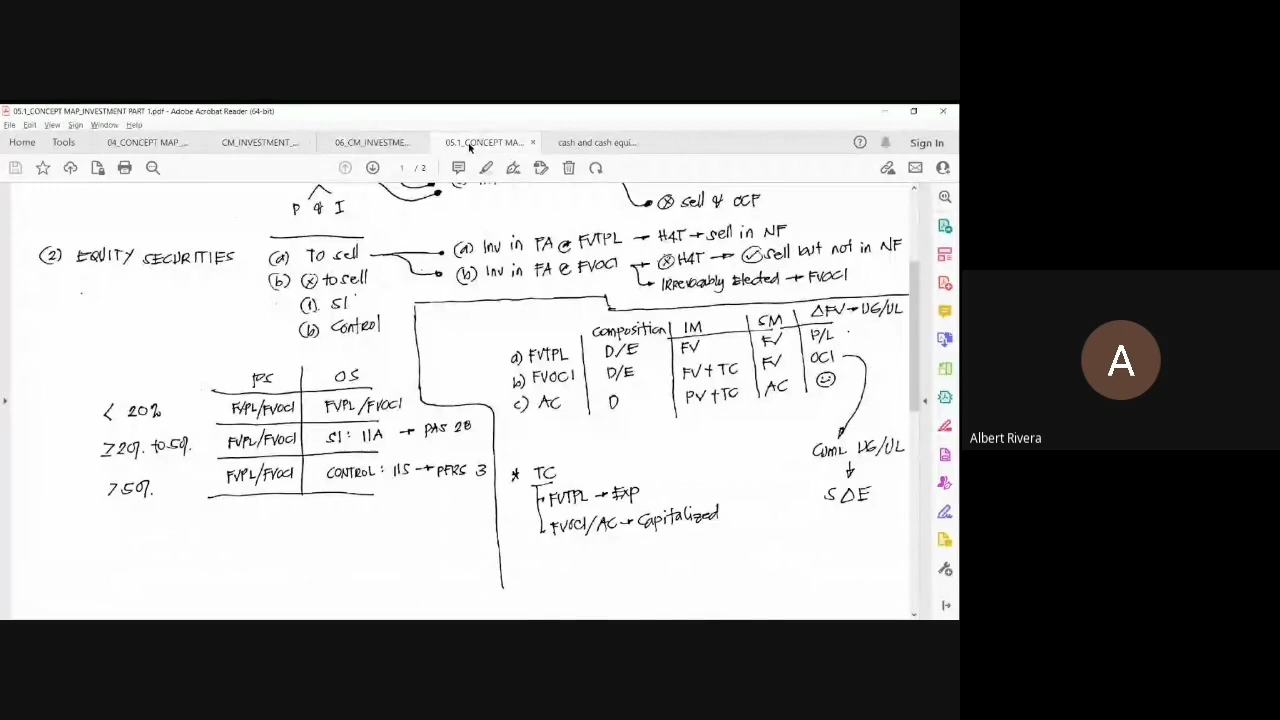 05.1_CONCEPT MAP_INVESTMENT PART 1.pdf - Adobe Acrobat Reader (64-bit)
File Edit View Sign Window Help
Home Tools 04_CONCEPT MAP_... CM_INVESTMENT_... 06_CM_INVESTME... 05.1_CONCEPT MA... × cash and cash equi... Sign In
1 / 2
P & I
ⓧ sell & OCF
(2) EQUITY SECURITIES
(a) To sell
(b) ⓧ to sell
(1) SI
(b) Control
(a) Inv in FA @ FVTPL → H4T → sell in NF
(b) Inv in FA @ FVOCI → ⓧ H4T → ✓ sell but not in NF
Irrevocably Elected → FVOCI
composition IM SM ΔFV → UG/UL
a) FVTPL D/E FV FV P/L
b) FVOCI D/E FV + TC FV OCI
c) AC D PV + TC AC ☺
Cuml UG/UL
↓
SΔE
PS OS
< 20% FVPL/FVOCI FVPL/FVOCI
≥20% to 50% FVPL/FVOCI SI: IIA → PAS 28
>50% FVPL/FVOCI CONTROL: IIS → PFRS 3
* TC
FVTPL → EXP
FVOCI/AC → Capitalized
A
Albert Rivera